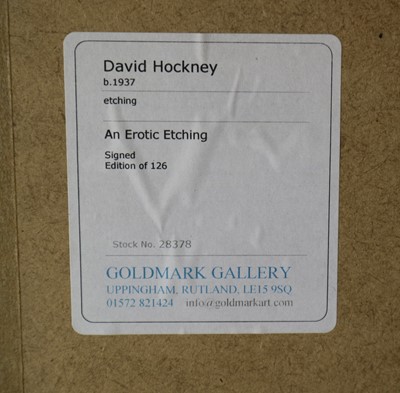 David Hockney
b.1937
etching
An Erotic Etching
Signed
Edition of 126
Stock No. 28378
GOLDMARK GALLERY
UPPINGHAM, RUTLAND, LE15 9SQ
01572 821424 info@goldmarkart.com